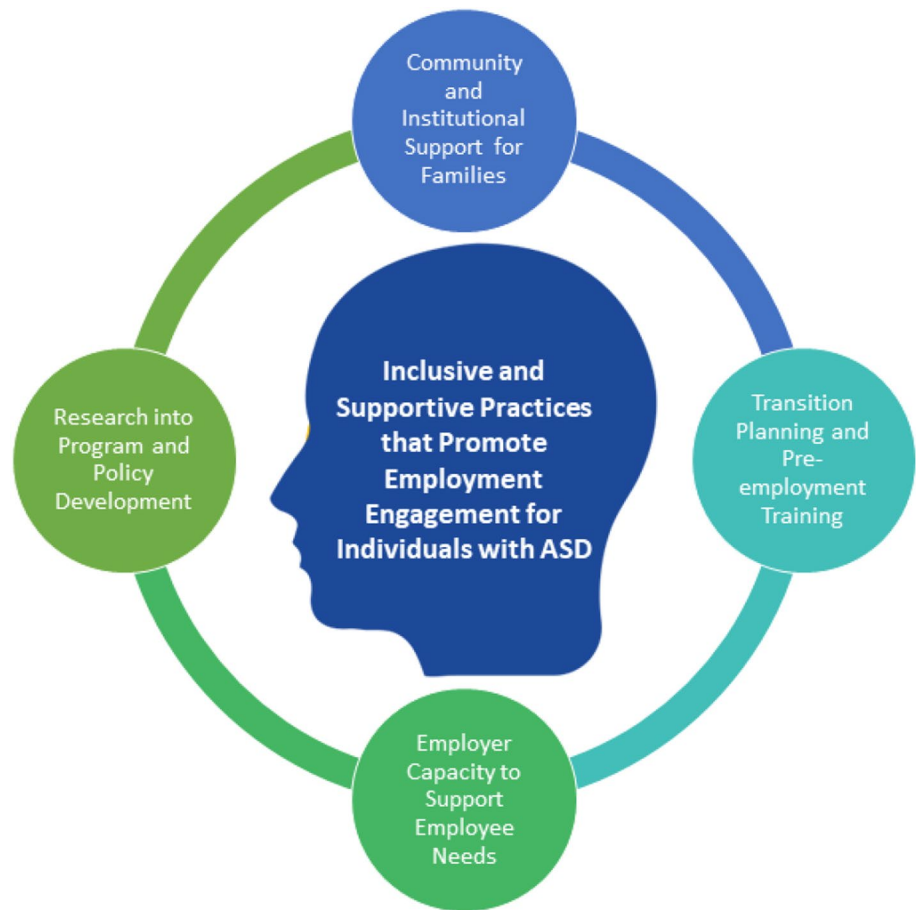 Community
and
Institutional
Support for
Families
Inclusive and
Supportive Practices
that Promote
Employment
Engagement for
Individuals with ASD
Research into
Program and
Policy
Development
Transition
Planning and
Pre-
employment
Training
Employer
Capacity to
Support
Employee
Needs